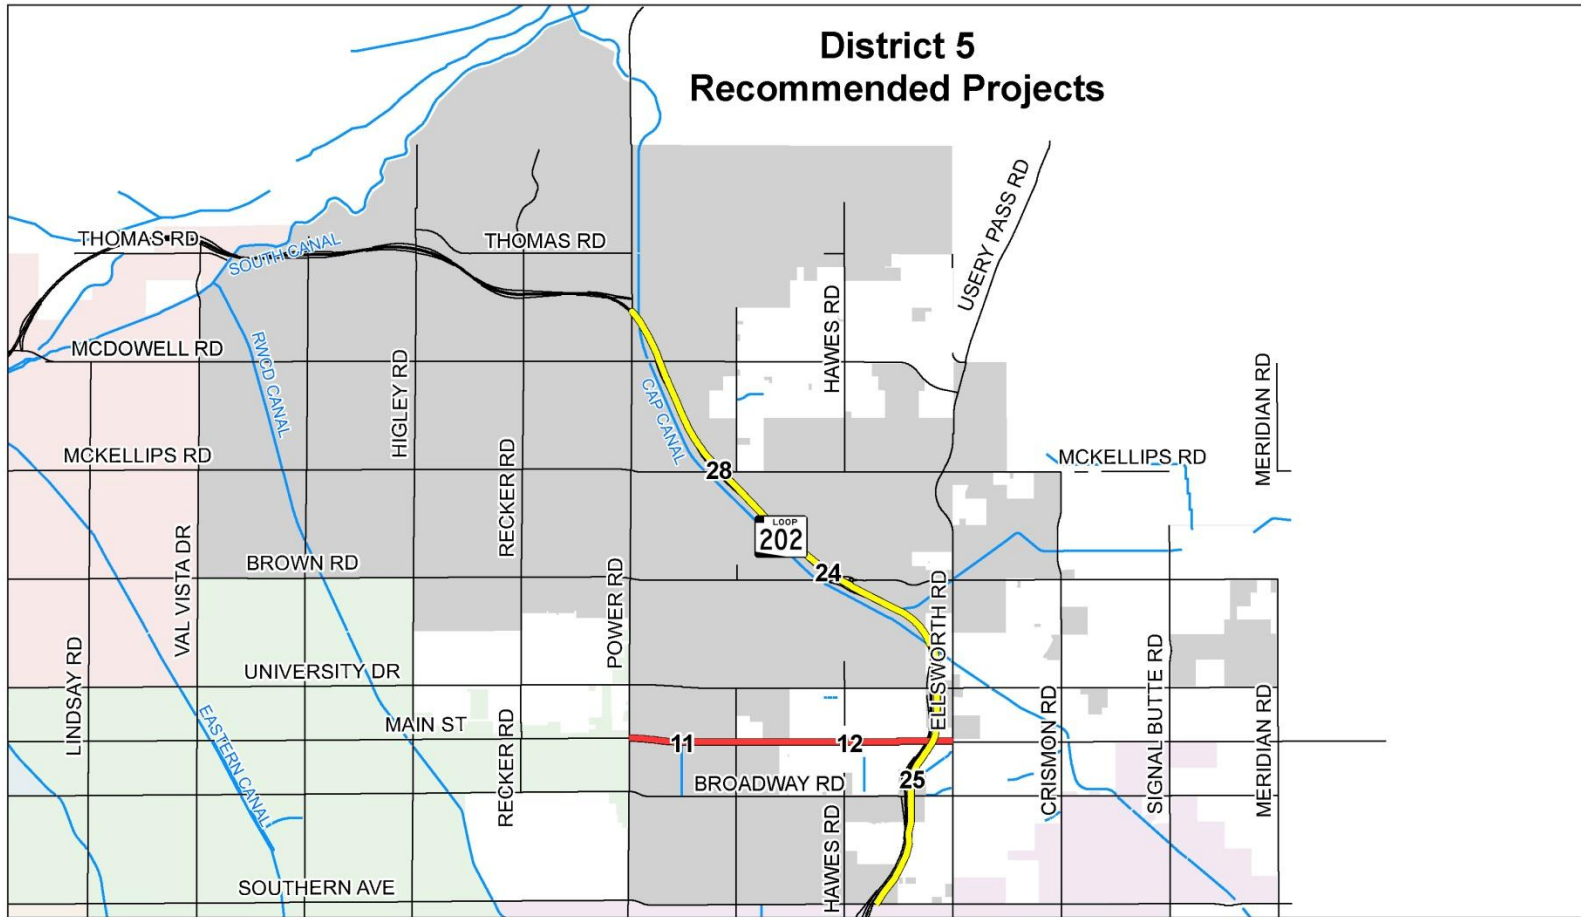 District 5
Recommended Projects
USERY PASS RD
THOMAS RD
SOUTH CANAL
THOMAS RD
HAWES RD
MCDOWELL RD
RWCD CANAL
HIGLEY RD
CAP CANAL
MERIDIAN RD
MCKELLIPS RD
RECKER RD
28
MCKELLIPS RD
LOOP
202
VAL VISTA DR
BROWN RD
24
POWER RD
ELLSWORTH RD
LINDSAY RD
UNIVERSITY DR
SIGNAL BUTTE RD
CRISMON RD
MERIDIAN RD
EASTERN CANAL
MAIN ST
RECKER RD
11
12
BROADWAY RD
25
HAWES RD
SOUTHERN AVE